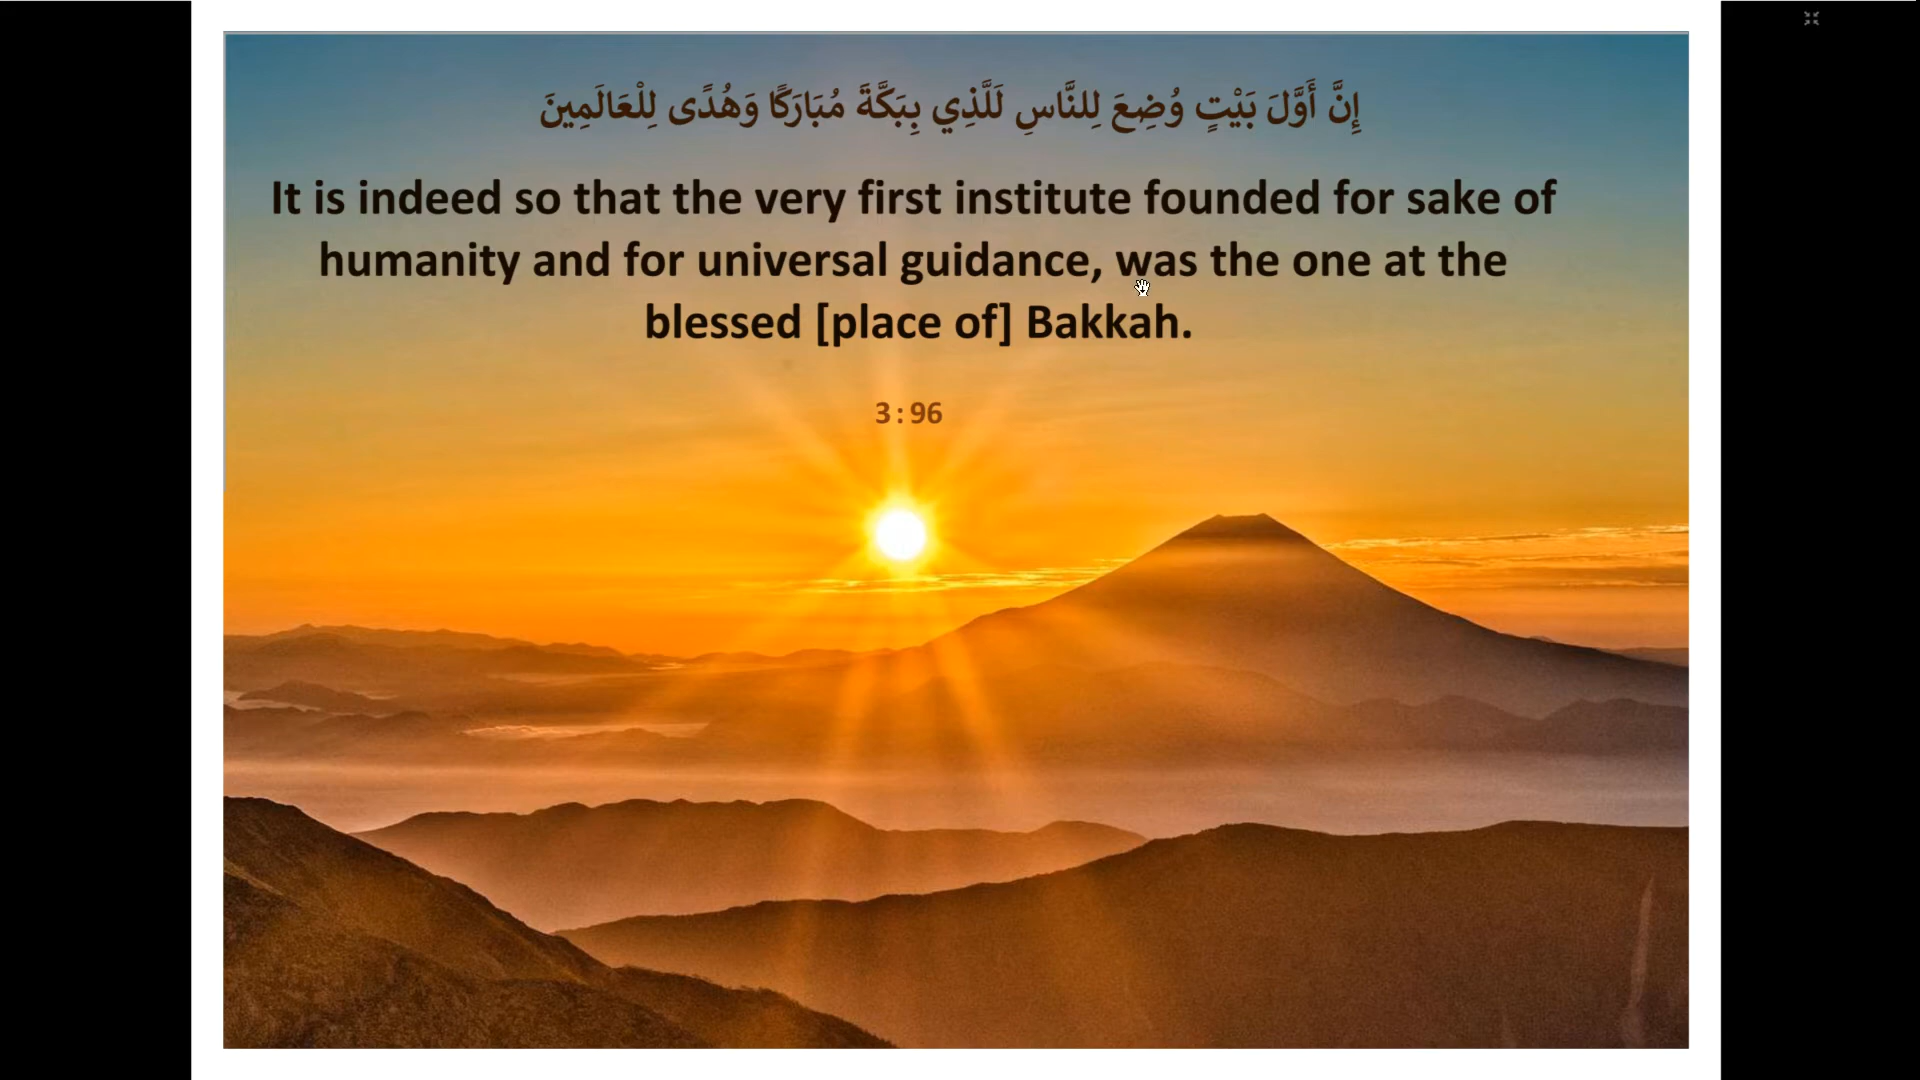 إِنَّ أَوَّلَ بَيْتٍ وُضِعَ لِلنَّاسِ لَلَّذِي بِبَكَّةَ مُبَارَكًا وَهُدًى لِلْعَالَمِينَ
It is indeed so that the very first institute founded for sake of
humanity and for universal guidance, was the one at the
blessed [place of] Bakkah.
3:96